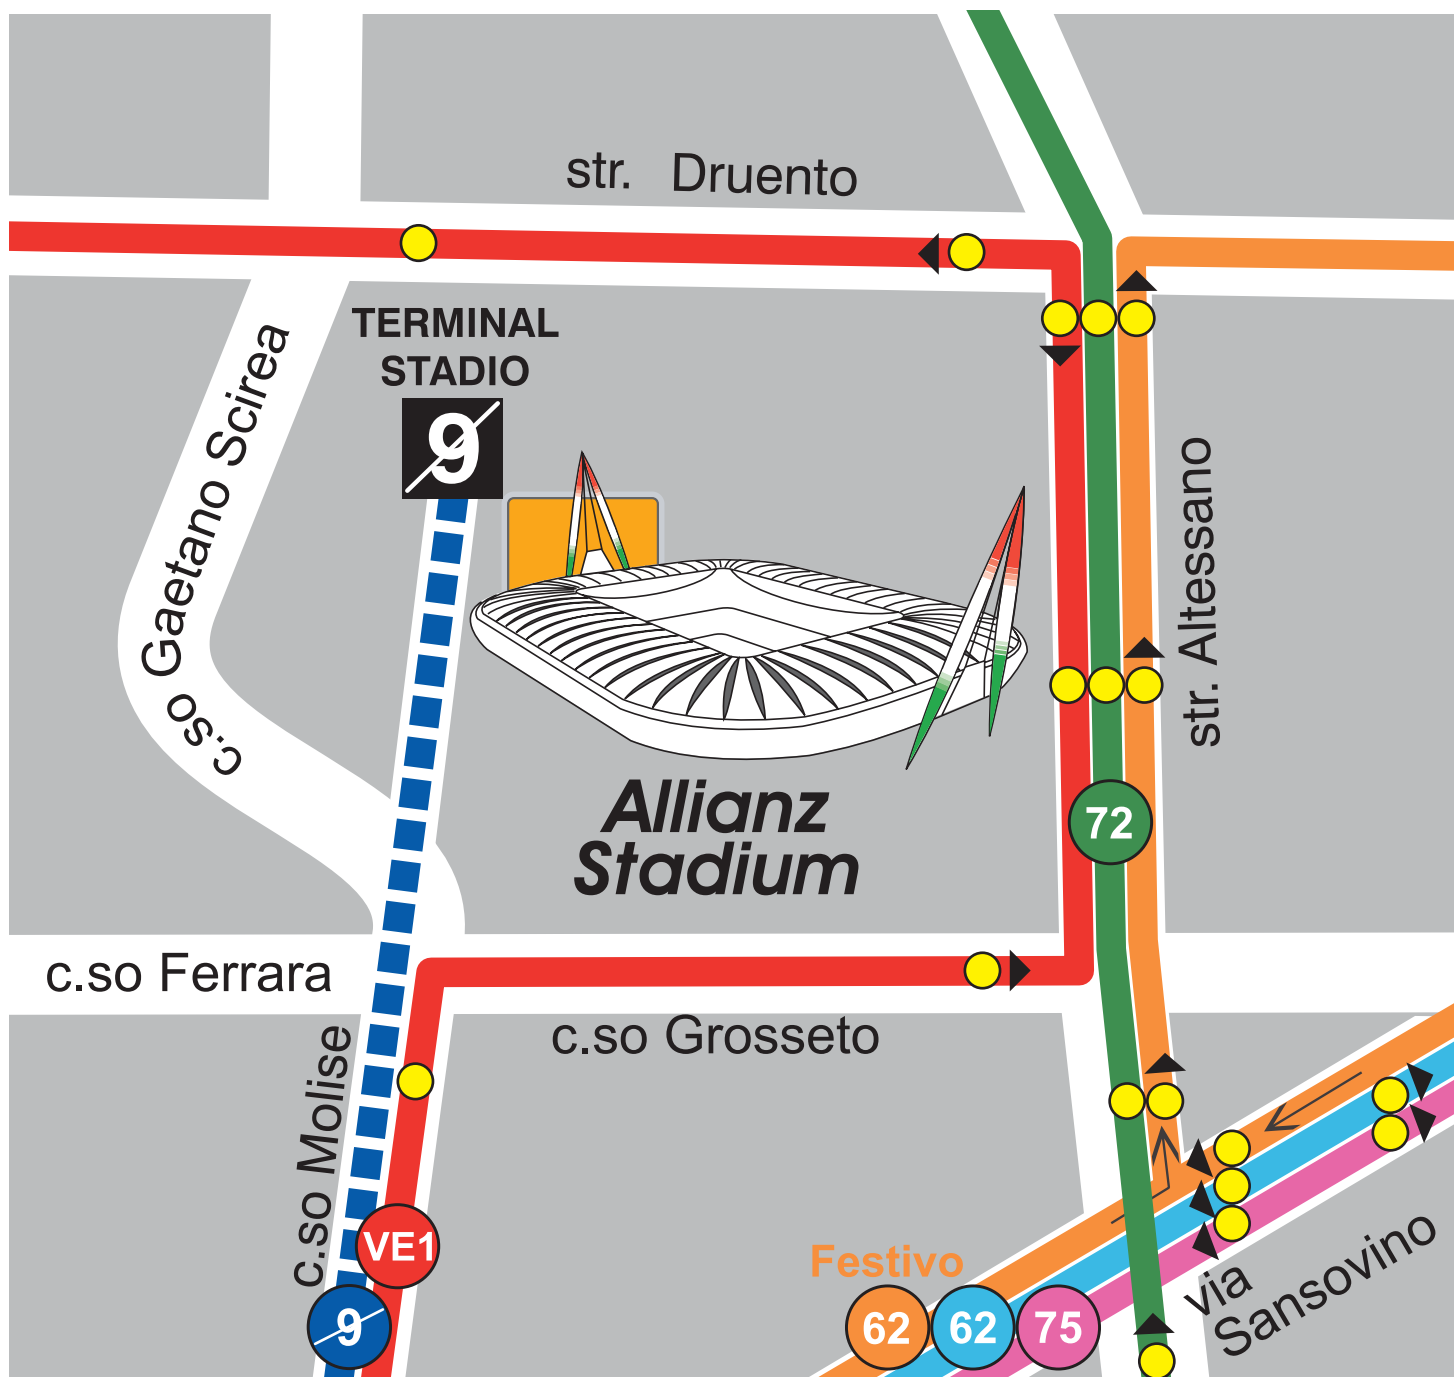 str. Druento
TERMINAL
STADIO
9
c.so Gaetano Scirea
str. Altessano
72
Allianz
Stadium
c.so Ferrara
c.so Grosseto
c.so Molise
VE1
9
Festivo
62
62
75
via
Sansovino